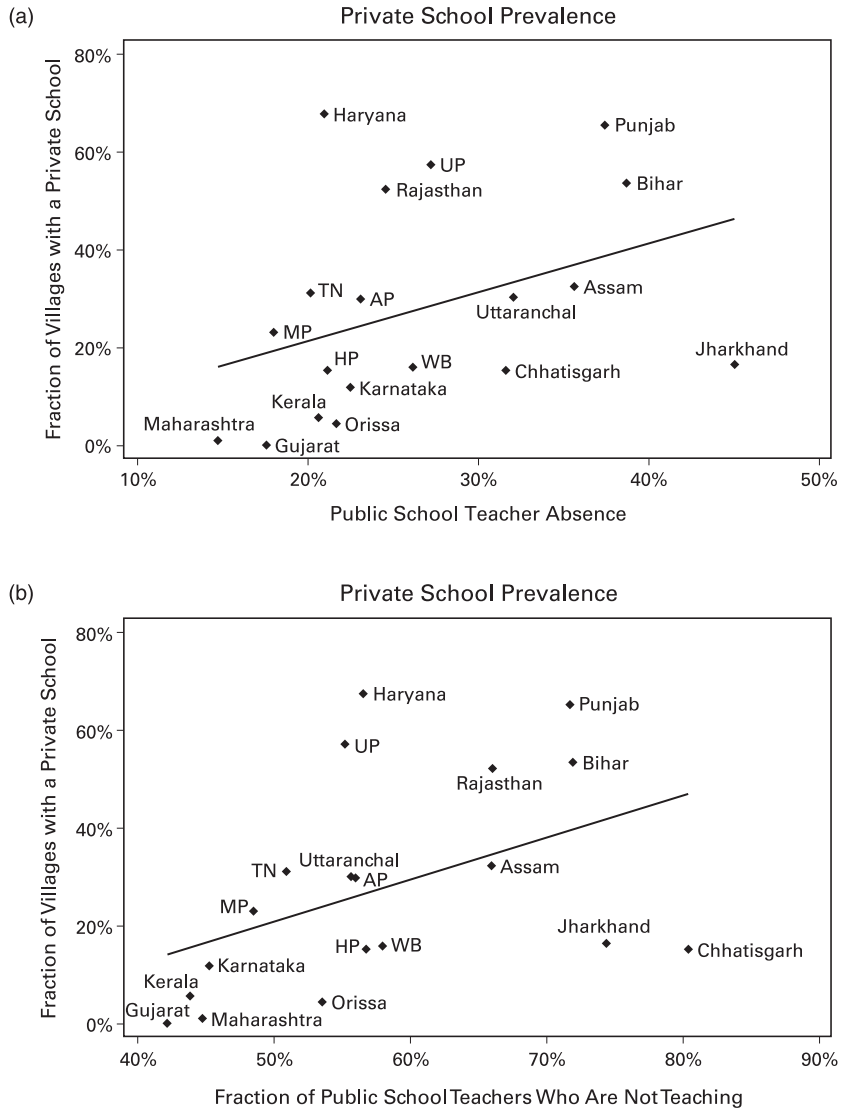 (a)
Private School Prevalence
Fraction of Villages with a Private School
80%
60%
40%
20%
0%
Haryana
Punjab
UP
Rajasthan
Bihar
TN
AP
Assam
Uttaranchal
MP
HP
WB
Chhatisgarh
Jharkhand
Karnataka
Kerala
Orissa
Maharashtra
Gujarat
10% 20% 30% 40% 50%
Public School Teacher Absence
(b)
Private School Prevalence
Fraction of Villages with a Private School
80%
60%
40%
20%
0%
Haryana
Punjab
UP
Rajasthan
Bihar
TN
Uttaranchal
AP
Assam
MP
HP
WB
Jharkhand
Chhatisgarh
Karnataka
Kerala
Gujarat
Maharashtra
Orissa
40% 50% 60% 70% 80% 90%
Fraction of Public School Teachers Who Are Not Teaching